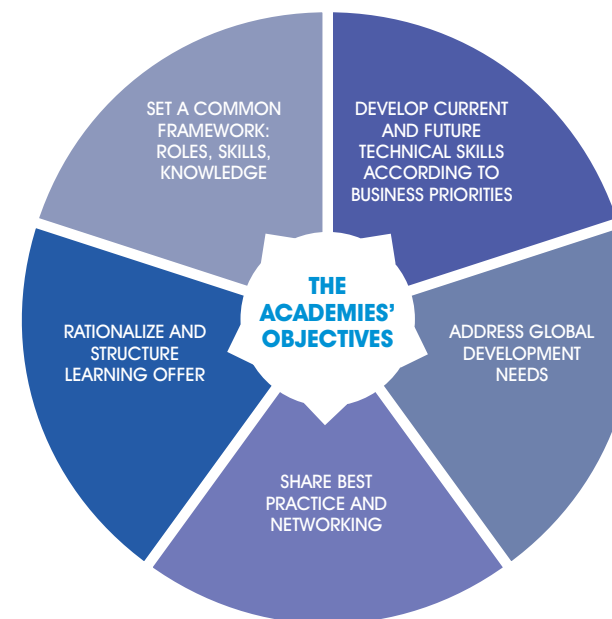 SET A COMMON
FRAMEWORK:
ROLES, SKILLS,
KNOWLEDGE
DEVELOP CURRENT
AND FUTURE
TECHNICAL SKILLS
ACCORDING TO
BUSINESS PRIORITIES
THE
ACADEMIES’
OBJECTIVES
RATIONALIZE AND
STRUCTURE
LEARNING OFFER
ADDRESS GLOBAL
DEVELOPMENT
NEEDS
SHARE BEST
PRACTICE AND
NETWORKING